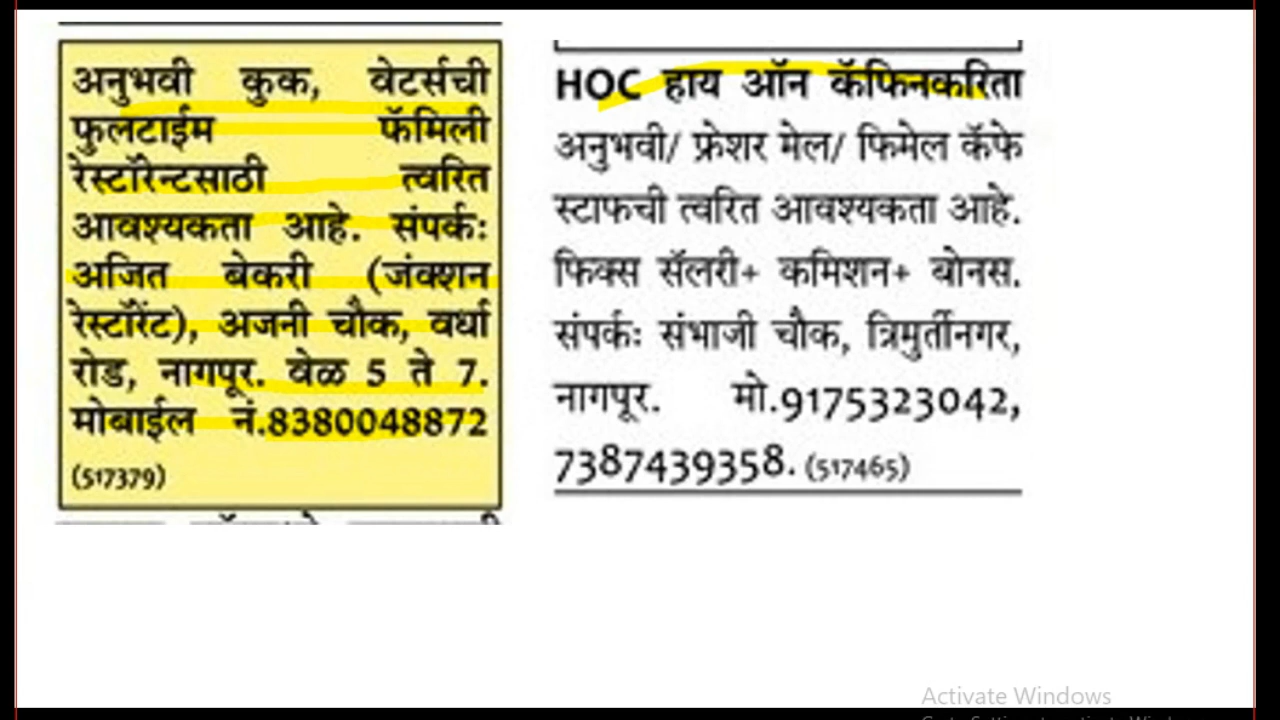 अनुभवी कुक, वेटर्सची
फुलटाईम फॅमिली
रेस्टॉरेन्टसाठी त्वरित
आवश्यकता आहे. संपर्क:
अजित बेकरी (जंक्शन
रेस्टॉरेंट), अजनी चौक, वर्धा
रोड, नागपूर. वेळ 5 ते 7.
मोबाईल नं.8380048872
(517379)
HOC हाय ऑन कॅफिनकरिता
अनुभवी/ फ्रेशर मेल/ फिमेल कॅफे
स्टाफची त्वरित आवश्यकता आहे.
फिक्स सॅलरी+ कमिशन+ बोनस.
संपर्क: संभाजी चौक, त्रिमुर्तीनगर,
नागपूर. मो.9175323042,
7387439358. (517465)
Activate Windows